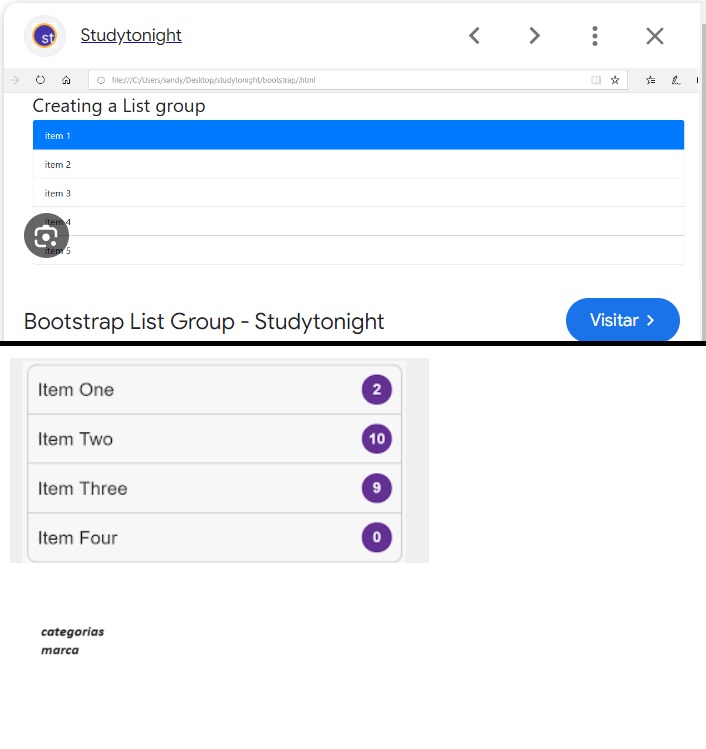 st Studytonight
file:///C:/Users/sandy/Desktop/studytonight/bootstrap/.html
Creating a List group
item 1
item 2
item 3
item 4
item 5
Bootstrap List Group - Studytonight
Visitar >
Item One 2
Item Two 10
Item Three 9
Item Four 0
categorias
marca